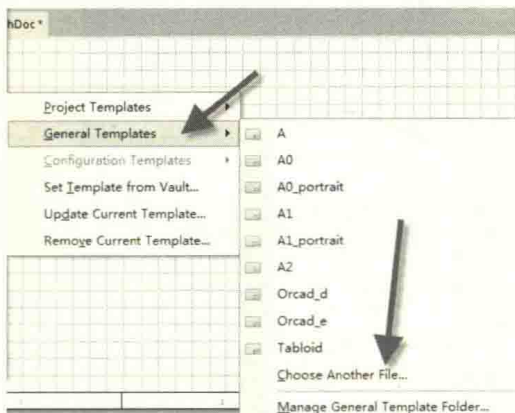 hDoc *
Project Templates
General Templates
Configuration Templates
Set Template from Vault...
Update Current Template...
Remove Current Template...
A
A0
A0_portrait
A1
A1_portrait
A2
Orcad_d
Orcad_e
Tabloid
Choose Another File...
Manage General Template Folder...